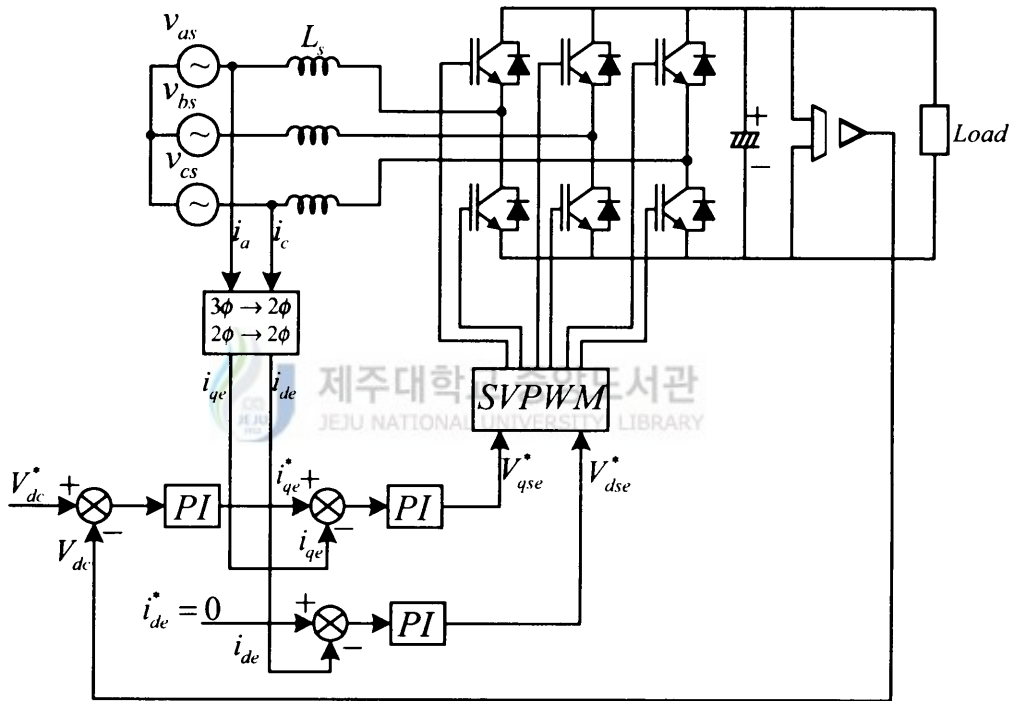 v_as
L_s
v_bs
v_cs
+
−
Load
i_a
i_c
3φ → 2φ
2φ → 2φ
i_qe
i_de
제주대학교 중앙도서관
JEJU NATIONAL UNIVERSITY LIBRARY
JEJU
SVPWM
V*_qse
V*_dse
V*_dc
+
−
V_dc
PI
i*_qe
+
−
i_qe
PI
i*_de = 0
+
−
i_de
PI